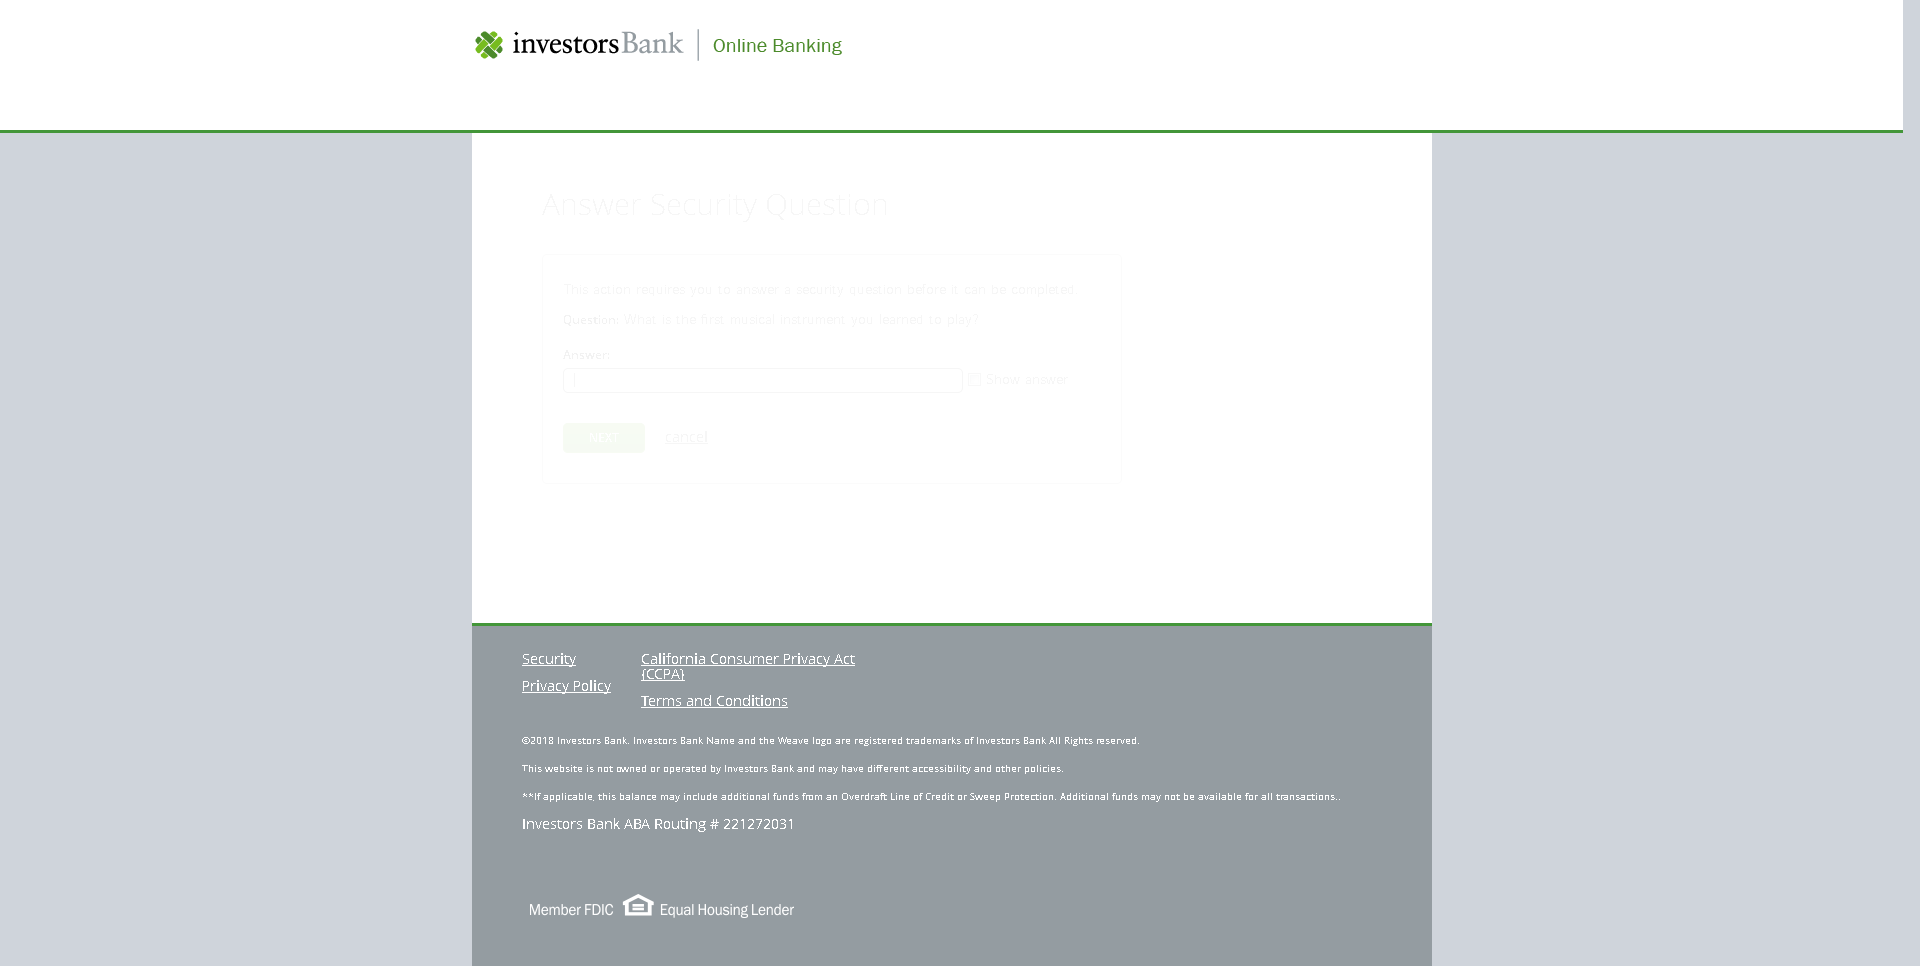 investorsBank Online Banking
Answer Security Question
This action requires you to answer a security question before it can be completed.
Question: What is the first musical instrument you learned to play?
Answer:
Show answer
NEXT cancel
Security
California Consumer Privacy Act
(CCPA)
Privacy Policy
Terms and Conditions
©2018 Investors Bank. Investors Bank Name and the Weave logo are registered trademarks of Investors Bank All Rights reserved.
This website is not owned or operated by Investors Bank and may have different accessibility and other policies.
**If applicable, this balance may include additional funds from an Overdraft Line of Credit or Sweep Protection. Additional funds may not be available for all transactions..
Investors Bank ABA Routing # 221272031
Member FDIC Equal Housing Lender